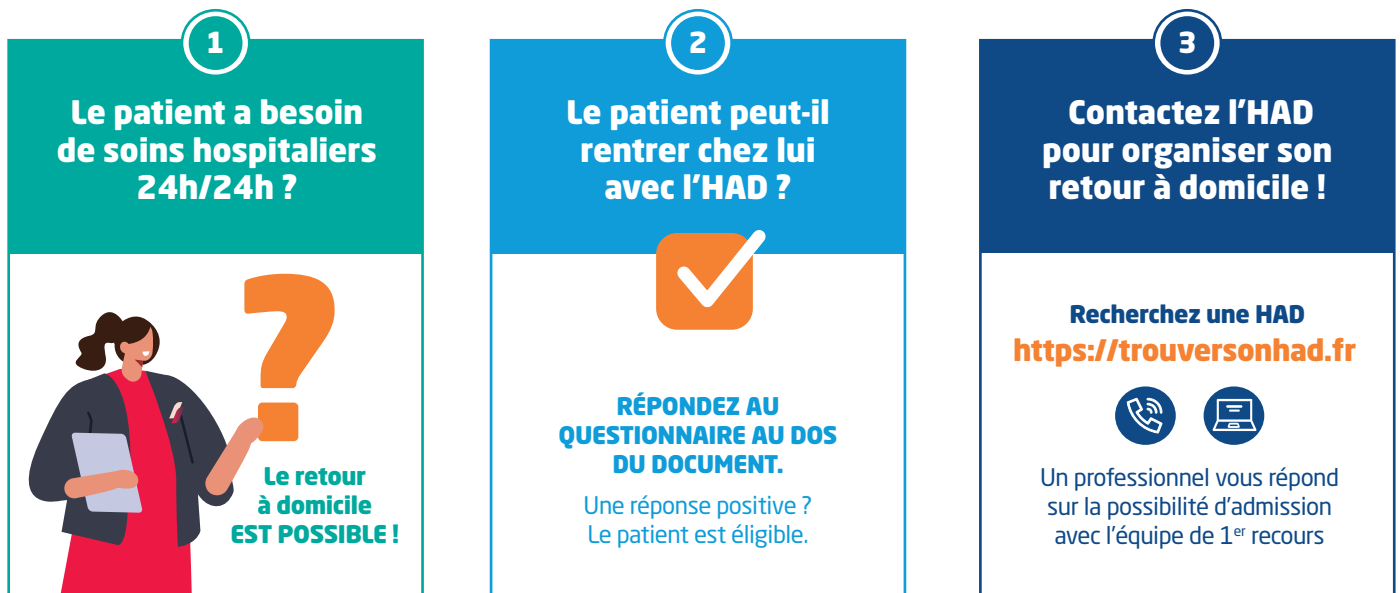 1
Le patient a besoin
de soins hospitaliers
24h/24h ?
Le retour
à domicile
EST POSSIBLE !
2
Le patient peut-il
rentrer chez lui
avec l'HAD ?
RÉPONDEZ AU
QUESTIONNAIRE AU DOS
DU DOCUMENT.
Une réponse positive ?
Le patient est éligible.
3
Contactez l'HAD
pour organiser son
retour à domicile !
Recherchez une HAD
https://trouversonhad.fr
Un professionnel vous répond
sur la possibilité d'admission
avec l'équipe de 1er recours